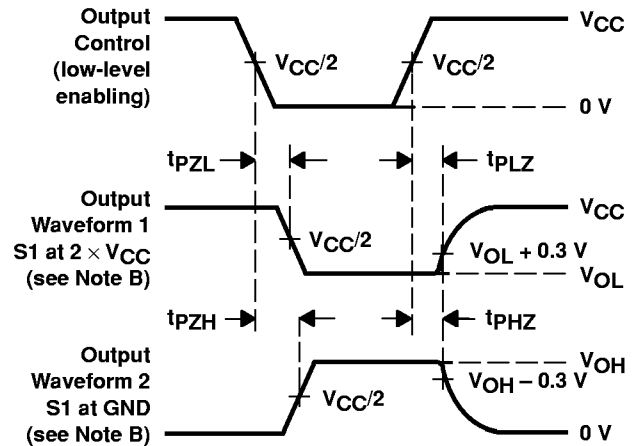 Output
Control
(low-level
enabling)
VCC/2
VCC/2
VCC
0 V
tPZL
tPLZ
Output
Waveform 1
S1 at 2 × VCC
(see Note B)
VCC/2
VCC
VOL + 0.3 V
VOL
tPZH
tPHZ
Output
Waveform 2
S1 at GND
(see Note B)
VCC/2
VOH
VOH − 0.3 V
0 V